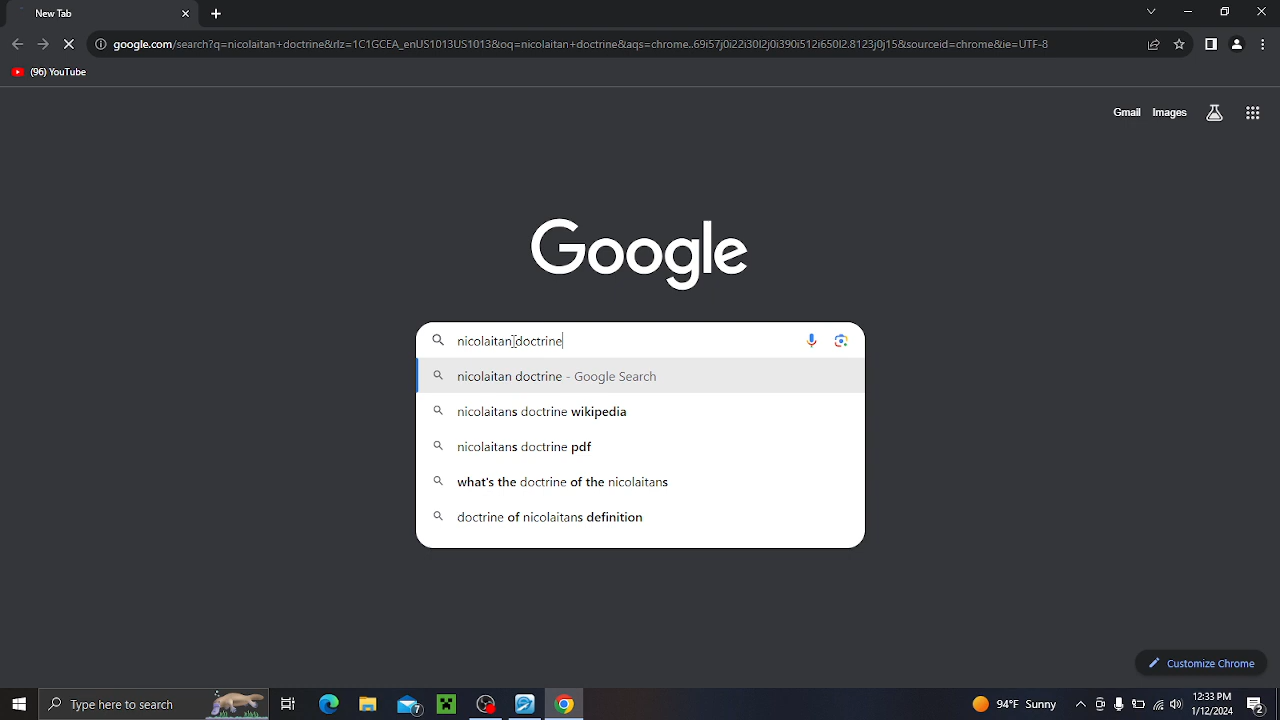 New Tab
google.com/search?q=nicolaitan+doctrine&rlz=1C1GCEA_enUS1013US1013&oq=nicolaitan+doctrine&aqs=chrome..69i57j0i22i30l2j0i390i512i650l2.8123j0j15&sourceid=chrome&ie=UTF-8
(96) YouTube
Gmail Images
Google
nicolaitan doctrine
nicolaitan doctrine - Google Search
nicolaitans doctrine wikipedia
nicolaitans doctrine pdf
what's the doctrine of the nicolaitans
doctrine of nicolaitans definition
Customize Chrome
Type here to search
7
Sunny
12:33 PM
1/12/2024
2